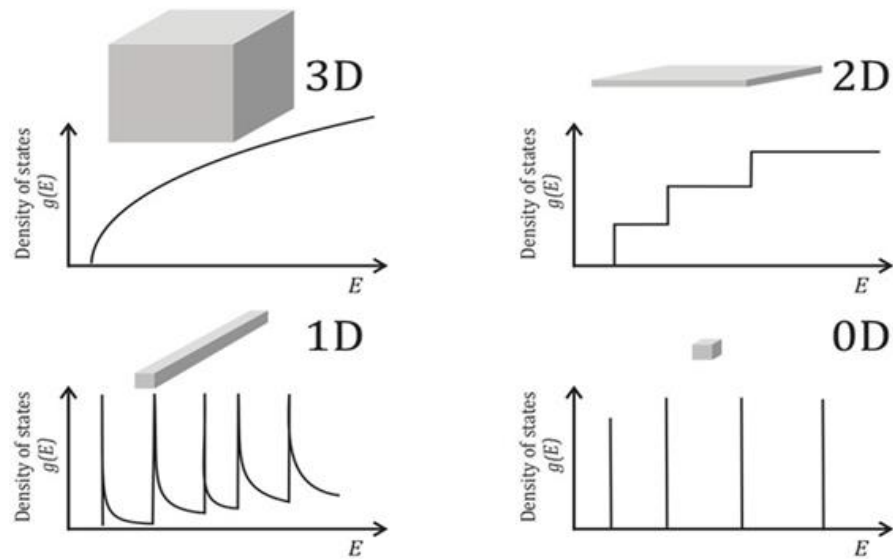 3D
Density of states
g(E)
E
2D
Density of states
g(E)
E
1D
Density of states
g(E)
E
0D
Density of states
g(E)
E